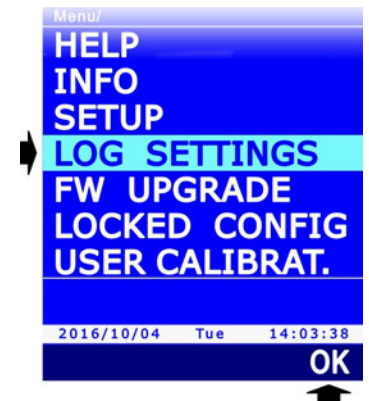 Menu/
HELP
INFO
SETUP
LOG SETTINGS
FW UPGRADE
LOCKED CONFIG
USER CALIBRAT.
2016/10/04 Tue 14:03:38
OK